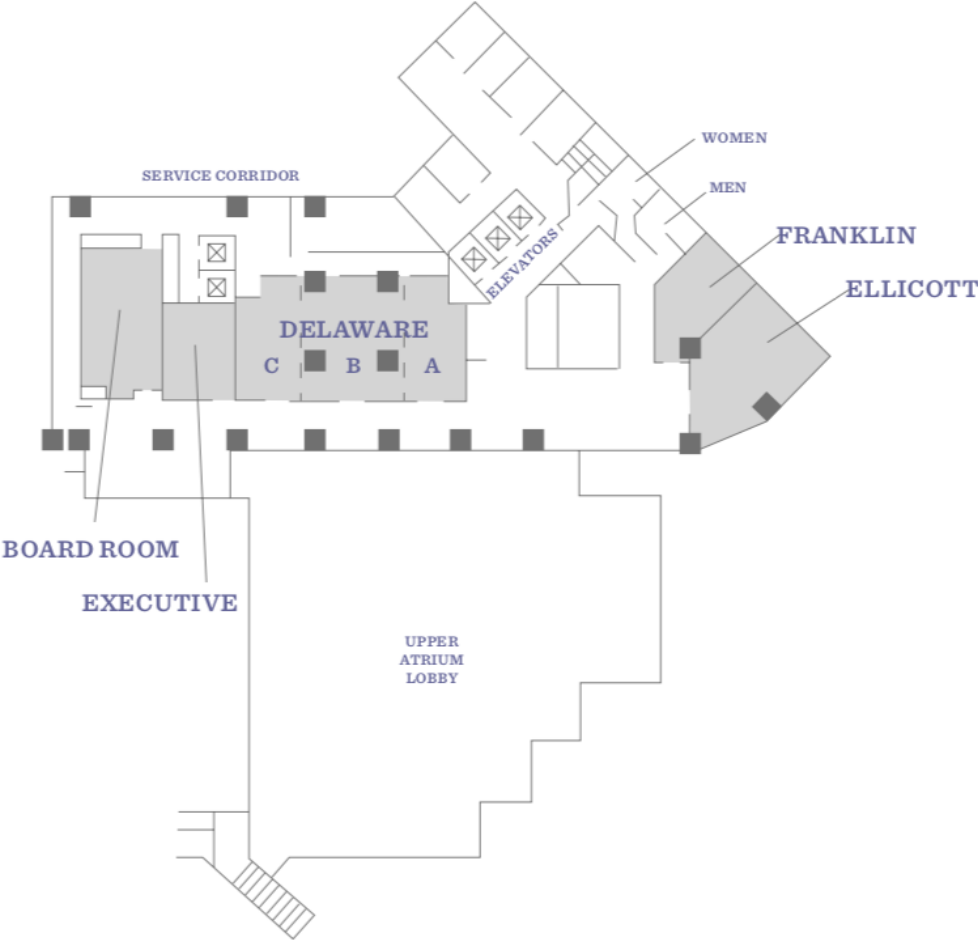 WOMEN
SERVICE CORRIDOR
MEN
FRANKLIN
ELEVATORS
ELLICOTT
DELAWARE
C B A
BOARD ROOM
EXECUTIVE
UPPER
ATRIUM
LOBBY